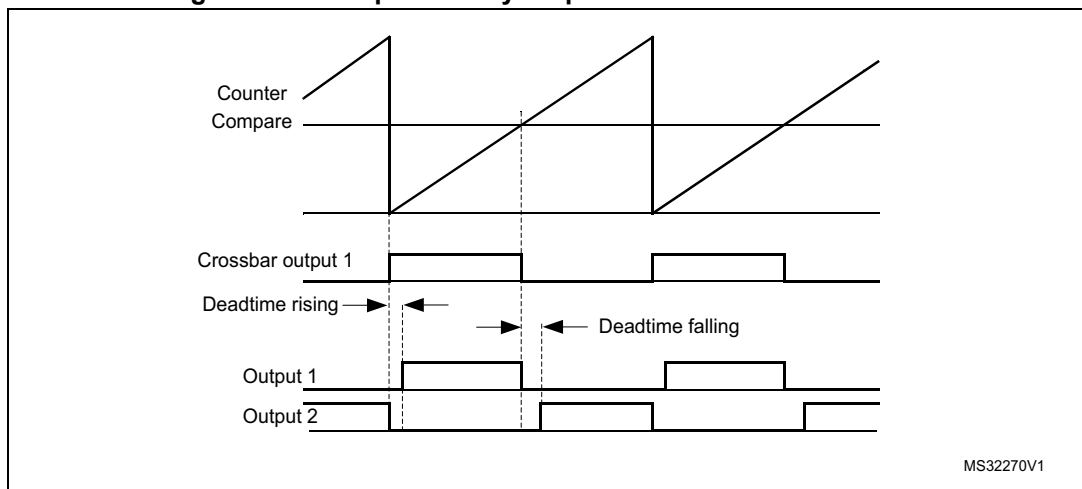 Counter
Compare
Crossbar output 1
Deadtime rising
Deadtime falling
Output 1
Output 2
MS32270V1